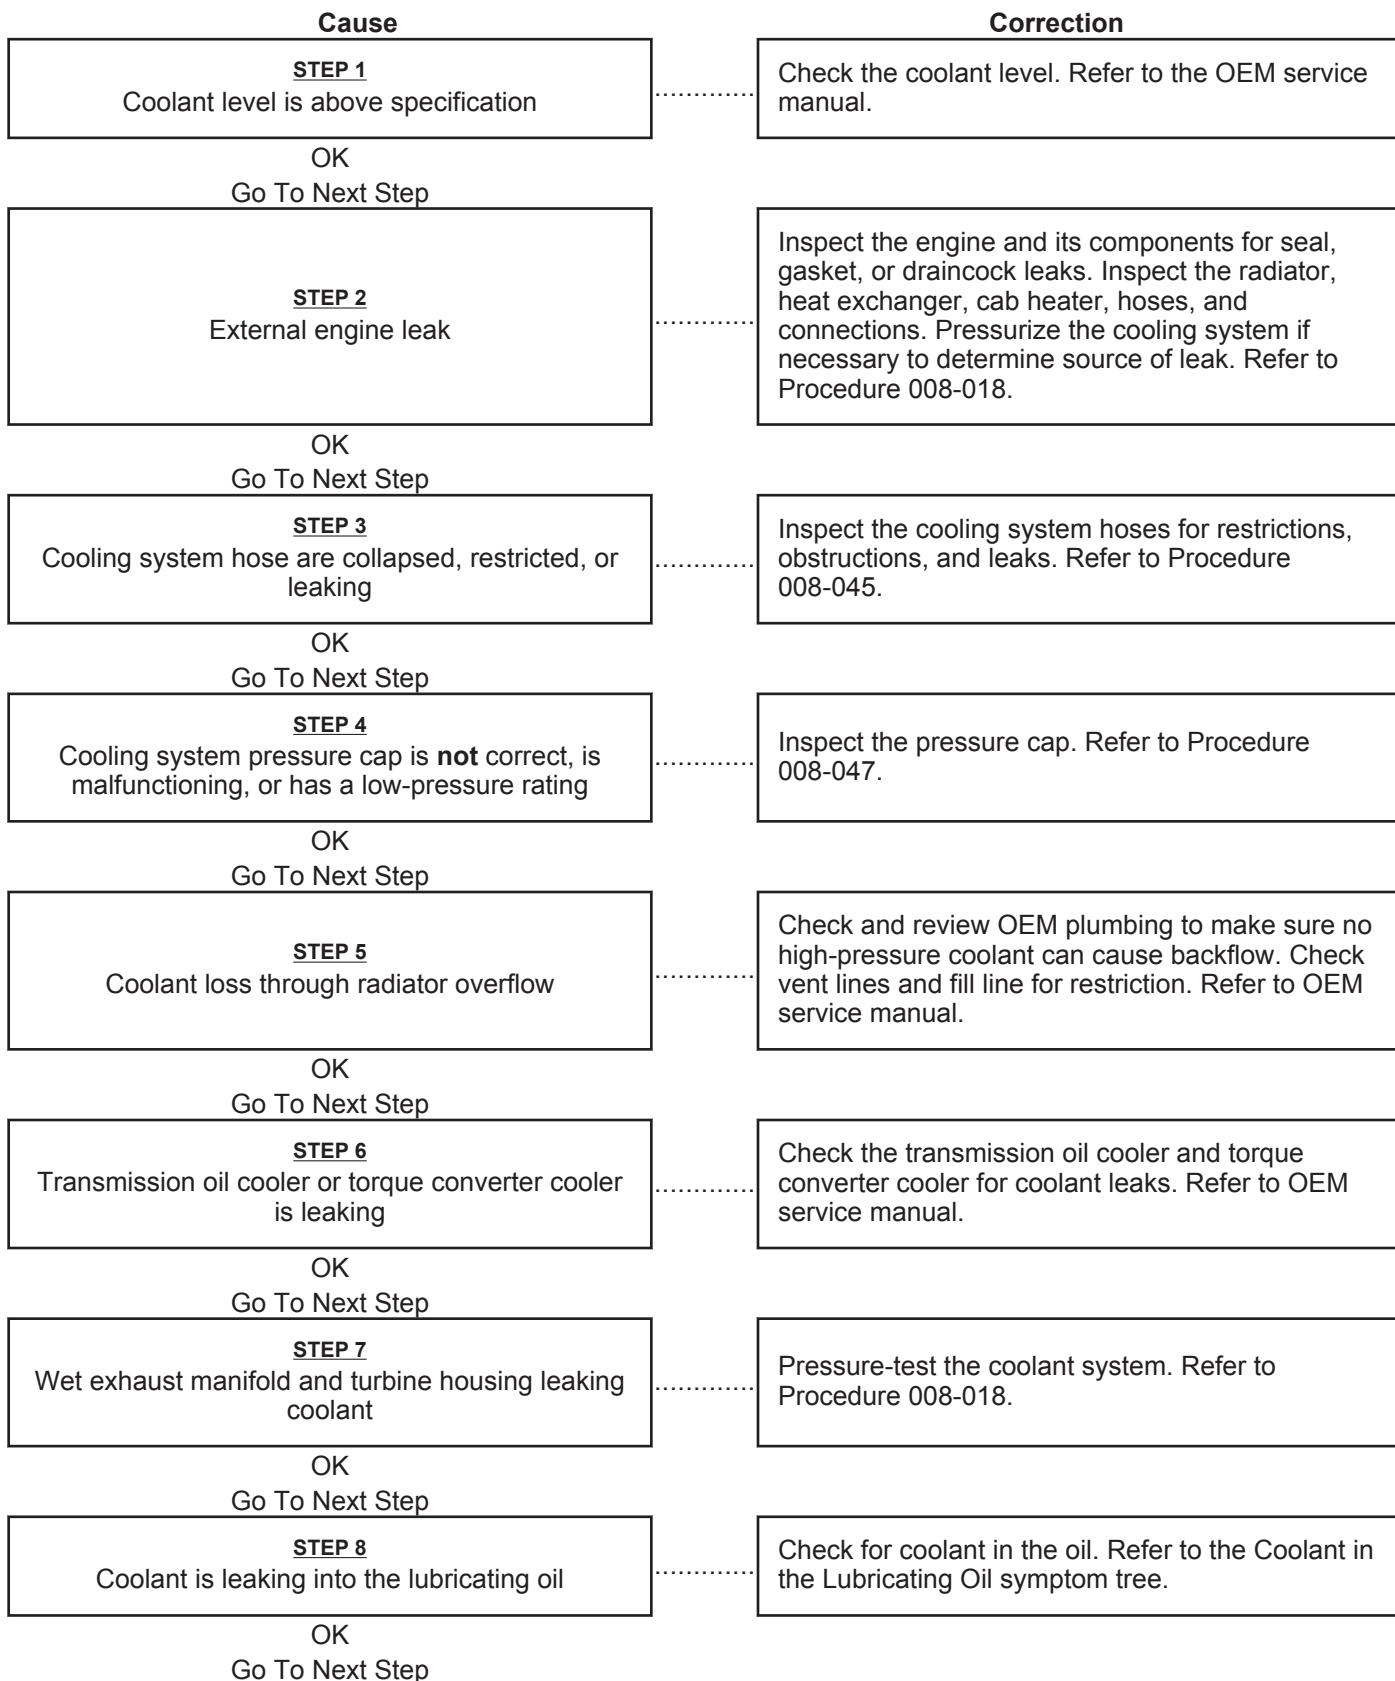 Cause
Correction
STEP 1
Coolant level is above specification
Check the coolant level. Refer to the OEM service
manual.
OK
Go To Next Step
STEP 2
External engine leak
Inspect the engine and its components for seal,
gasket, or draincock leaks. Inspect the radiator,
heat exchanger, cab heater, hoses, and
connections. Pressurize the cooling system if
necessary to determine source of leak. Refer to
Procedure 008-018.
OK
Go To Next Step
STEP 3
Cooling system hose are collapsed, restricted, or
leaking
Inspect the cooling system hoses for restrictions,
obstructions, and leaks. Refer to Procedure
008-045.
OK
Go To Next Step
STEP 4
Cooling system pressure cap is not correct, is
malfunctioning, or has a low-pressure rating
Inspect the pressure cap. Refer to Procedure
008-047.
OK
Go To Next Step
STEP 5
Coolant loss through radiator overflow
Check and review OEM plumbing to make sure no
high-pressure coolant can cause backflow. Check
vent lines and fill line for restriction. Refer to OEM
service manual.
OK
Go To Next Step
STEP 6
Transmission oil cooler or torque converter cooler
is leaking
Check the transmission oil cooler and torque
converter cooler for coolant leaks. Refer to OEM
service manual.
OK
Go To Next Step
STEP 7
Wet exhaust manifold and turbine housing leaking
coolant
Pressure-test the coolant system. Refer to
Procedure 008-018.
OK
Go To Next Step
STEP 8
Coolant is leaking into the lubricating oil
Check for coolant in the oil. Refer to the Coolant in
the Lubricating Oil symptom tree.
OK
Go To Next Step